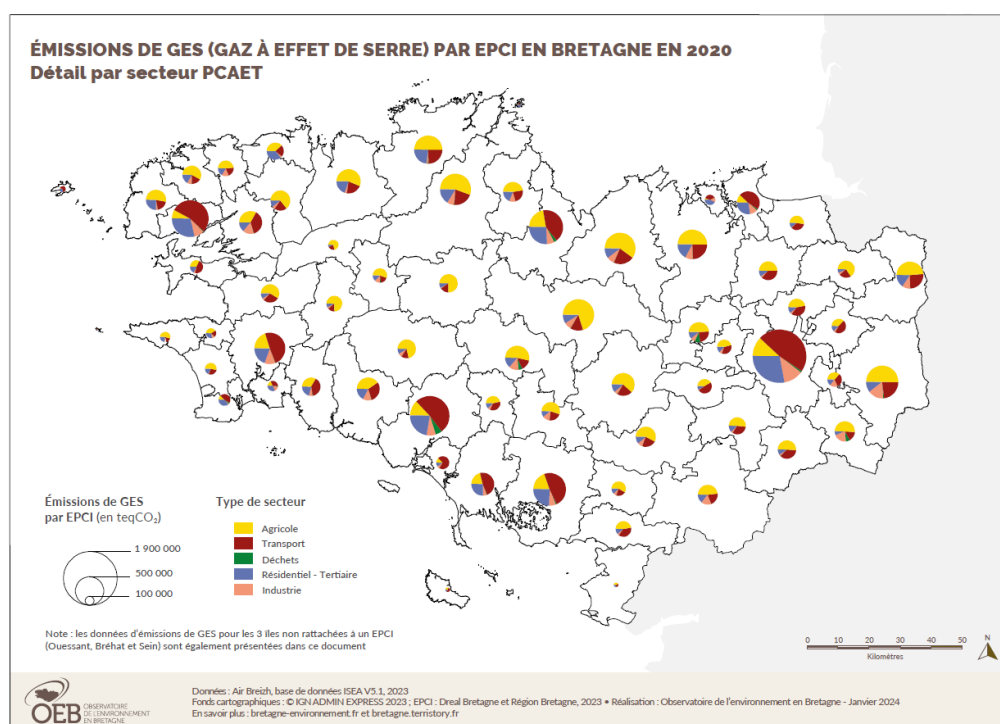 ÉMISSIONS DE GES (GAZ À EFFET DE SERRE) PAR EPCI EN BRETAGNE EN 2020
Détail par secteur PCAET
Émissions de GES
par EPCI (en teqCO₂)
1 900 000
500 000
100 000
Type de secteur
Agricole
Transport
Déchets
Résidentiel - Tertiaire
Industrie
Note : les données d'émissions de GES pour les 3 îles non rattachées à un EPCI
(Ouessant, Bréhat et Sein) sont également présentées dans ce document
0 10 20 30 40 50
Kilomètres
N
OEB
OBSERVATOIRE
DE L'ENVIRONNEMENT
EN BRETAGNE
Données : Air Breizh, base de données ISEA V5.1, 2023
Fonds cartographiques : © IGN ADMIN EXPRESS 2023 ; EPCI : Dreal Bretagne et Région Bretagne, 2023 • Réalisation : Observatoire de l'environnement en Bretagne - Janvier 2024
En savoir plus : bretagne-environnement.fr et bretagne.terristory.fr